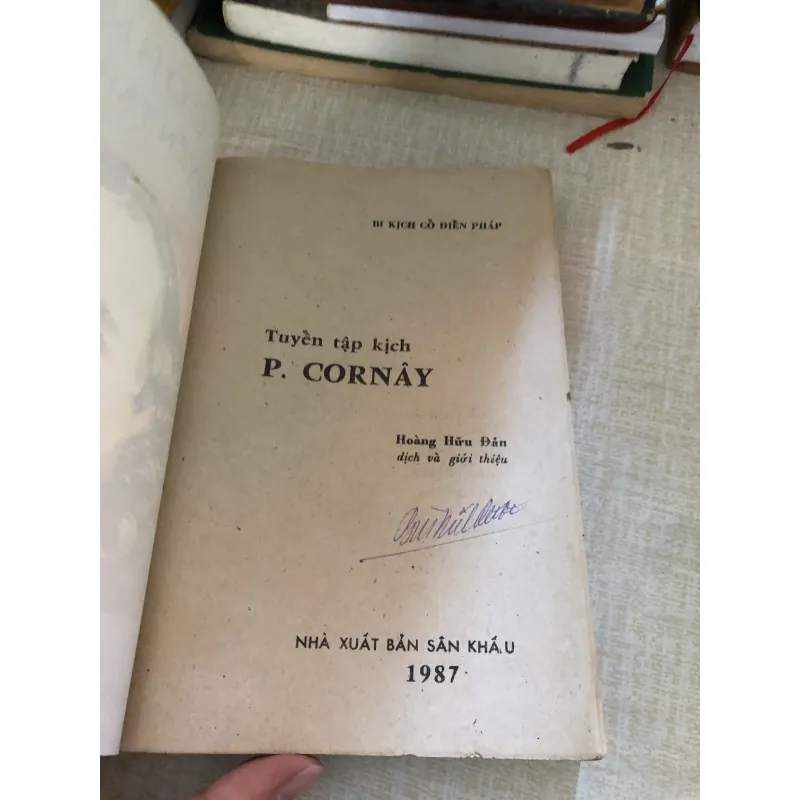 BI KỊCH CỔ ĐIỂN PHÁP
Tuyển tập kịch
P. CORNÂY
Hoàng Hữu Đản
dịch và giới thiệu
NHÀ XUẤT BẢN SÂN KHẤU
1987